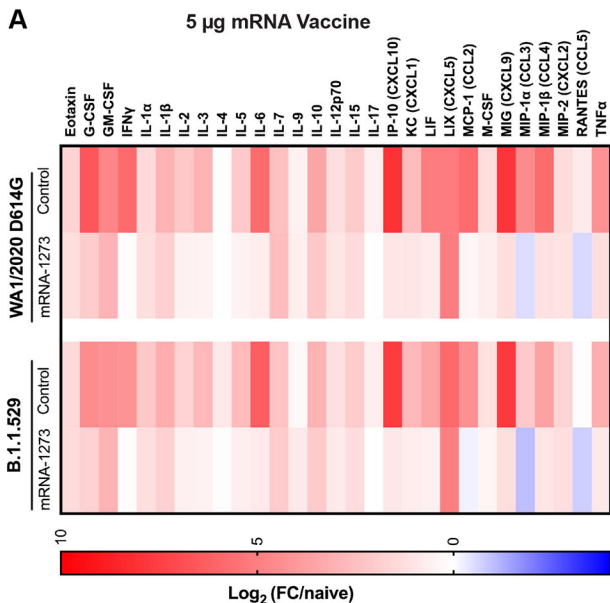 A
5 µg mRNA Vaccine
Eotaxin
G-CSF
GM-CSF
IFNγ
IL-1α
IL-1β
IL-2
IL-3
IL-4
IL-5
IL-6
IL-7
IL-9
IL-10
IL-12p70
IL-15
IL-17
IP-10 (CXCL10)
KC (CXCL1)
LIF
LIX (CXCL5)
MCP-1 (CCL2)
M-CSF
MIG (CXCL9)
MIP-1α (CCL3)
MIP-1β (CCL4)
MIP-2 (CXCL2)
RANTES (CCL5)
TNFα
WA1/2020 D614G
Control
mRNA-1273
B.1.1.529
Control
mRNA-1273
10
5
0
Log2 (FC/naive)